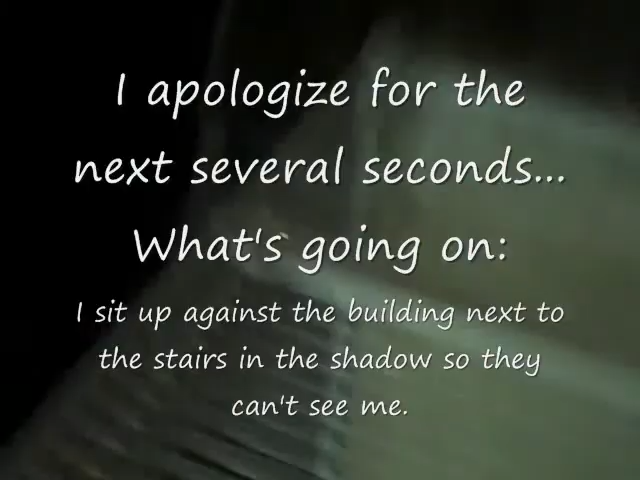 I apologize for the
next several seconds...
What's going on:
I sit up against the building next to
the stairs in the shadow so they
can't see me.